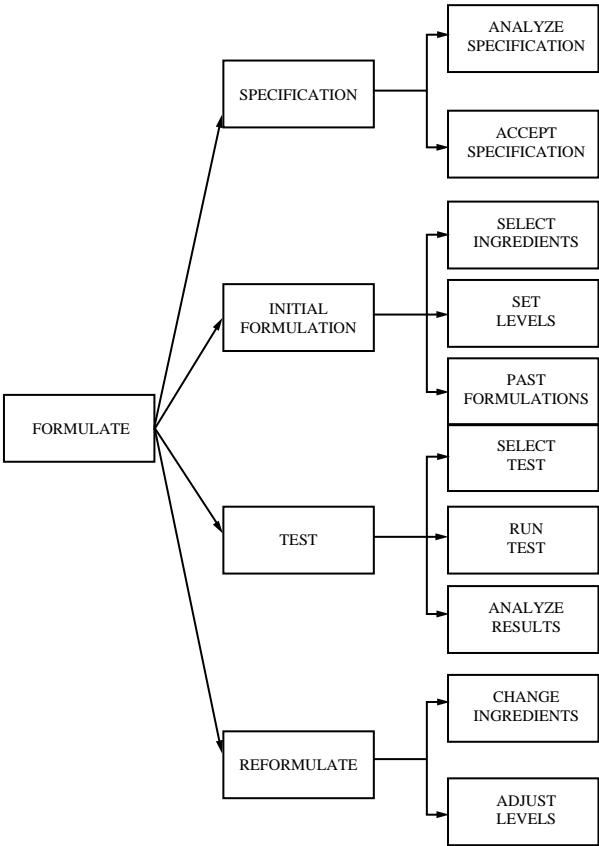 FORMULATE
SPECIFICATION
ANALYZE
SPECIFICATION
ACCEPT
SPECIFICATION
INITIAL
FORMULATION
SELECT
INGREDIENTS
SET
LEVELS
PAST
FORMULATIONS
TEST
SELECT
TEST
RUN
TEST
ANALYZE
RESULTS
REFORMULATE
CHANGE
INGREDIENTS
ADJUST
LEVELS